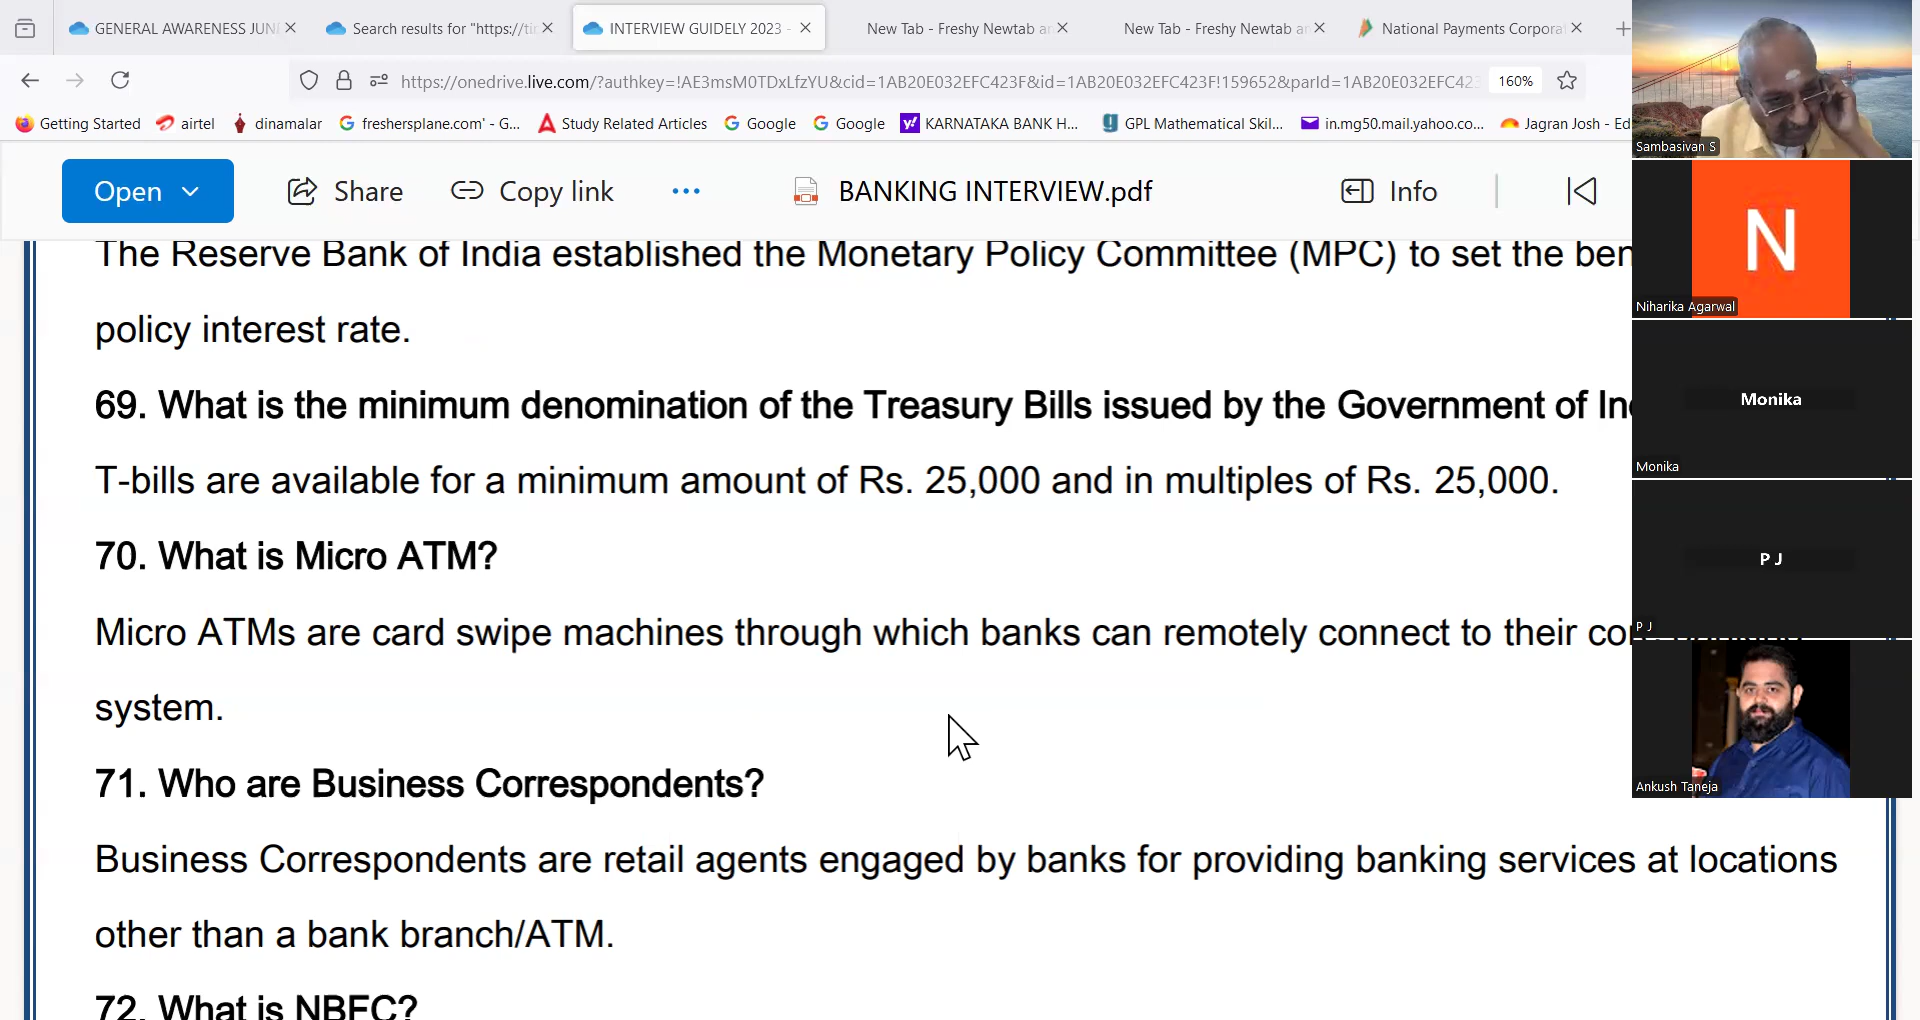 GENERAL AWARENESS JUN
Search results for "https://ti
INTERVIEW GUIDELY 2023 -
New Tab - Freshy Newtab a
New Tab - Freshy Newtab a
National Payments Corpora
https://onedrive.live.com/?authkey=!AE3msM0TDxLfzYU&cid=1AB20E032EFC423F&id=1AB20E032EFC423F!159652&parId=1AB20E032EFC423
160%
Getting Started
airtel
dinamalar
freshersplane.com' - G...
Study Related Articles
Google
Google
KARNATAKA BANK H...
GPL Mathematical Skil...
in.mg50.mail.yahoo.co...
Jagran Josh - Ed
Open
Share
Copy link
BANKING INTERVIEW.pdf
Info
The Reserve Bank of India established the Monetary Policy Committee (MPC) to set the ben
policy interest rate.
69. What is the minimum denomination of the Treasury Bills issued by the Government of In
T-bills are available for a minimum amount of Rs. 25,000 and in multiples of Rs. 25,000.
70. What is Micro ATM?
Micro ATMs are card swipe machines through which banks can remotely connect to their co
system.
71. Who are Business Correspondents?
Business Correspondents are retail agents engaged by banks for providing banking services at locations
other than a bank branch/ATM.
72. What is NBFC?
Sambasivan S
N
Niharika Agarwal
Monika
Monika
P J
P J
Ankush Taneja